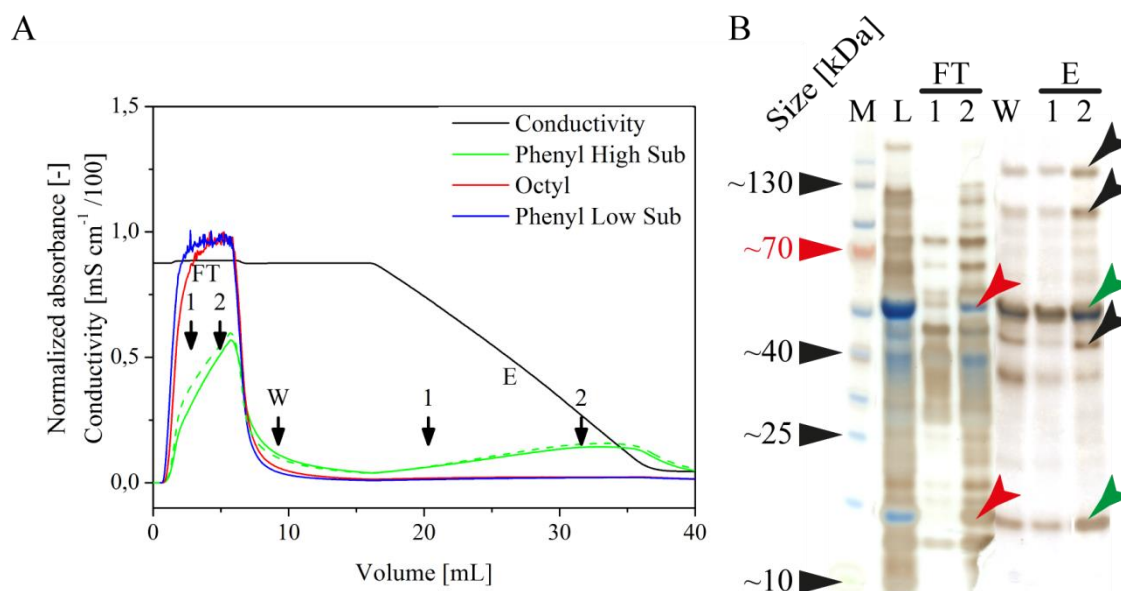 A
Normalized absorbance [-]
Conductivity [mS cm⁻¹ /100]
1,5
1,0
0,5
0,0
0
10
20
30
40
Volume [mL]
Conductivity
Phenyl High Sub
Octyl
Phenyl Low Sub
FT
1 2
W
1
E
2
B
Size [kDa]
FT
E
M L 1 2 W 1 2
~130
~70
~40
~25
~10